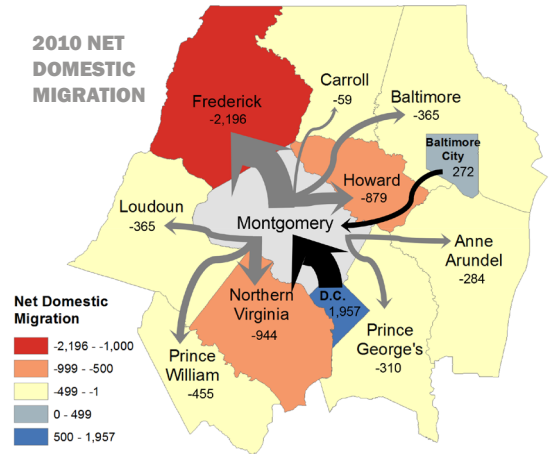 2010 NET
DOMESTIC
MIGRATION
Carroll
-59
Frederick
-2,196
Baltimore
-365
Baltimore
City
272
Howard
-879
Loudoun
-365
Montgomery
Anne
Arundel
-284
Northern
Virginia
-944
D.C.
1,957
Prince
George's
-310
Prince
William
-455
Net Domestic
Migration
-2,196 - -1,000
-999 - -500
-499 - -1
0 - 499
500 - 1,957